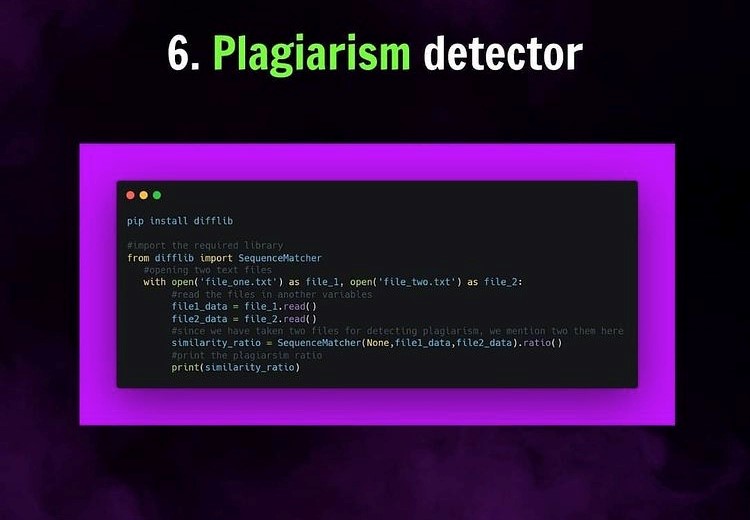 6. Plagiarism detector
pip install difflib
#import the required library
from difflib import SequenceMatcher
#opening two text files
with open('file_one.txt') as file_1, open('file_two.txt') as file_2:
#read the files in another variables
file1_data = file_1.read()
file2_data = file_2.read()
#since we have taken two files for detecting plagiarism, we mention two them here
similarity_ratio = SequenceMatcher(None,file1_data,file2_data).ratio()
#print the plagiarsim ratio
print(similarity_ratio)